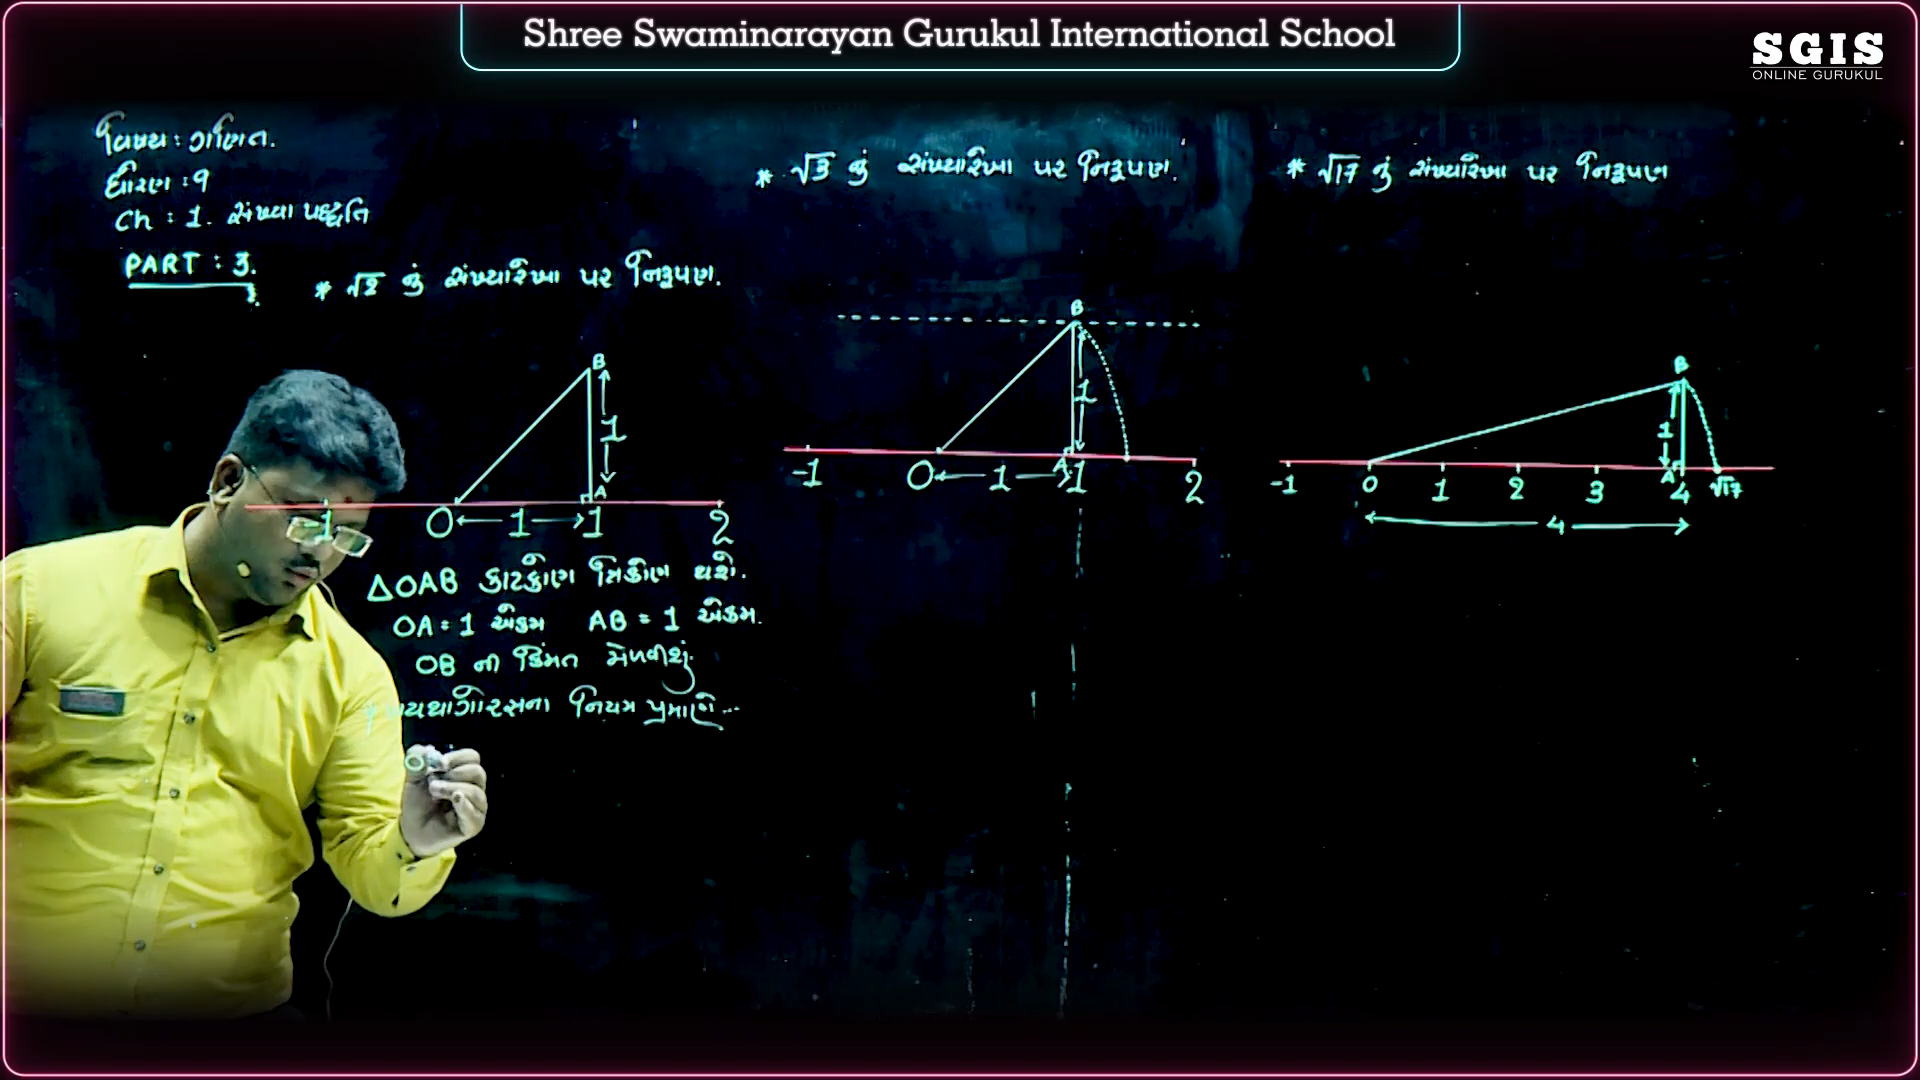 Shree Swaminarayan Gurukul International School
SGIS
ONLINE GURUKUL
વિષય : ગણિત.
ધોરણ : ૧
Ch : 1. સંખ્યા પદ્ધતિ
PART : 3.
* √2 નું સંખ્યારેખા પર નિરૂપણ.
B
1
A
-1 0 1 1 2
△OAB કાટકોણ ત્રિકોણ થશે.
OA = 1 એકમ AB = 1 એકમ.
OB ની કિંમત મેળવીશું.
* પાયથાગોરસના નિયમ પ્રમાણે...
O
* √3 નું સંખ્યારેખા પર નિરૂપણ.
B
1
-1 0 1 A 1 2
* √17 નું સંખ્યારેખા પર નિરૂપણ
B
1
A
-1 0 1 2 3 4 √17
4